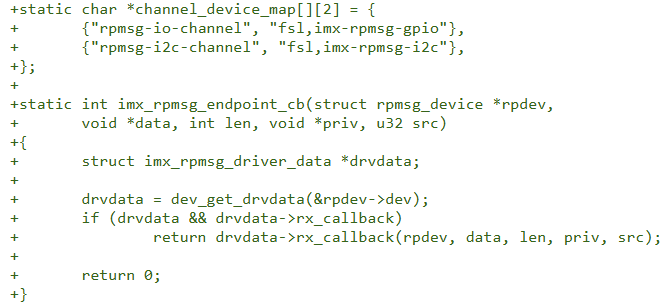 +static char *channel_device_map[][2] = {
+       {"rpmsg-io-channel", "fsl,imx-rpmsg-gpio"},
+       {"rpmsg-i2c-channel", "fsl,imx-rpmsg-i2c"},
+};
+
+static int imx_rpmsg_endpoint_cb(struct rpmsg_device *rpdev,
+       void *data, int len, void *priv, u32 src)
+{
+       struct imx_rpmsg_driver_data *drvdata;
+
+       drvdata = dev_get_drvdata(&rpdev->dev);
+       if (drvdata && drvdata->rx_callback)
+               return drvdata->rx_callback(rpdev, data, len, priv, src);
+
+       return 0;
+}